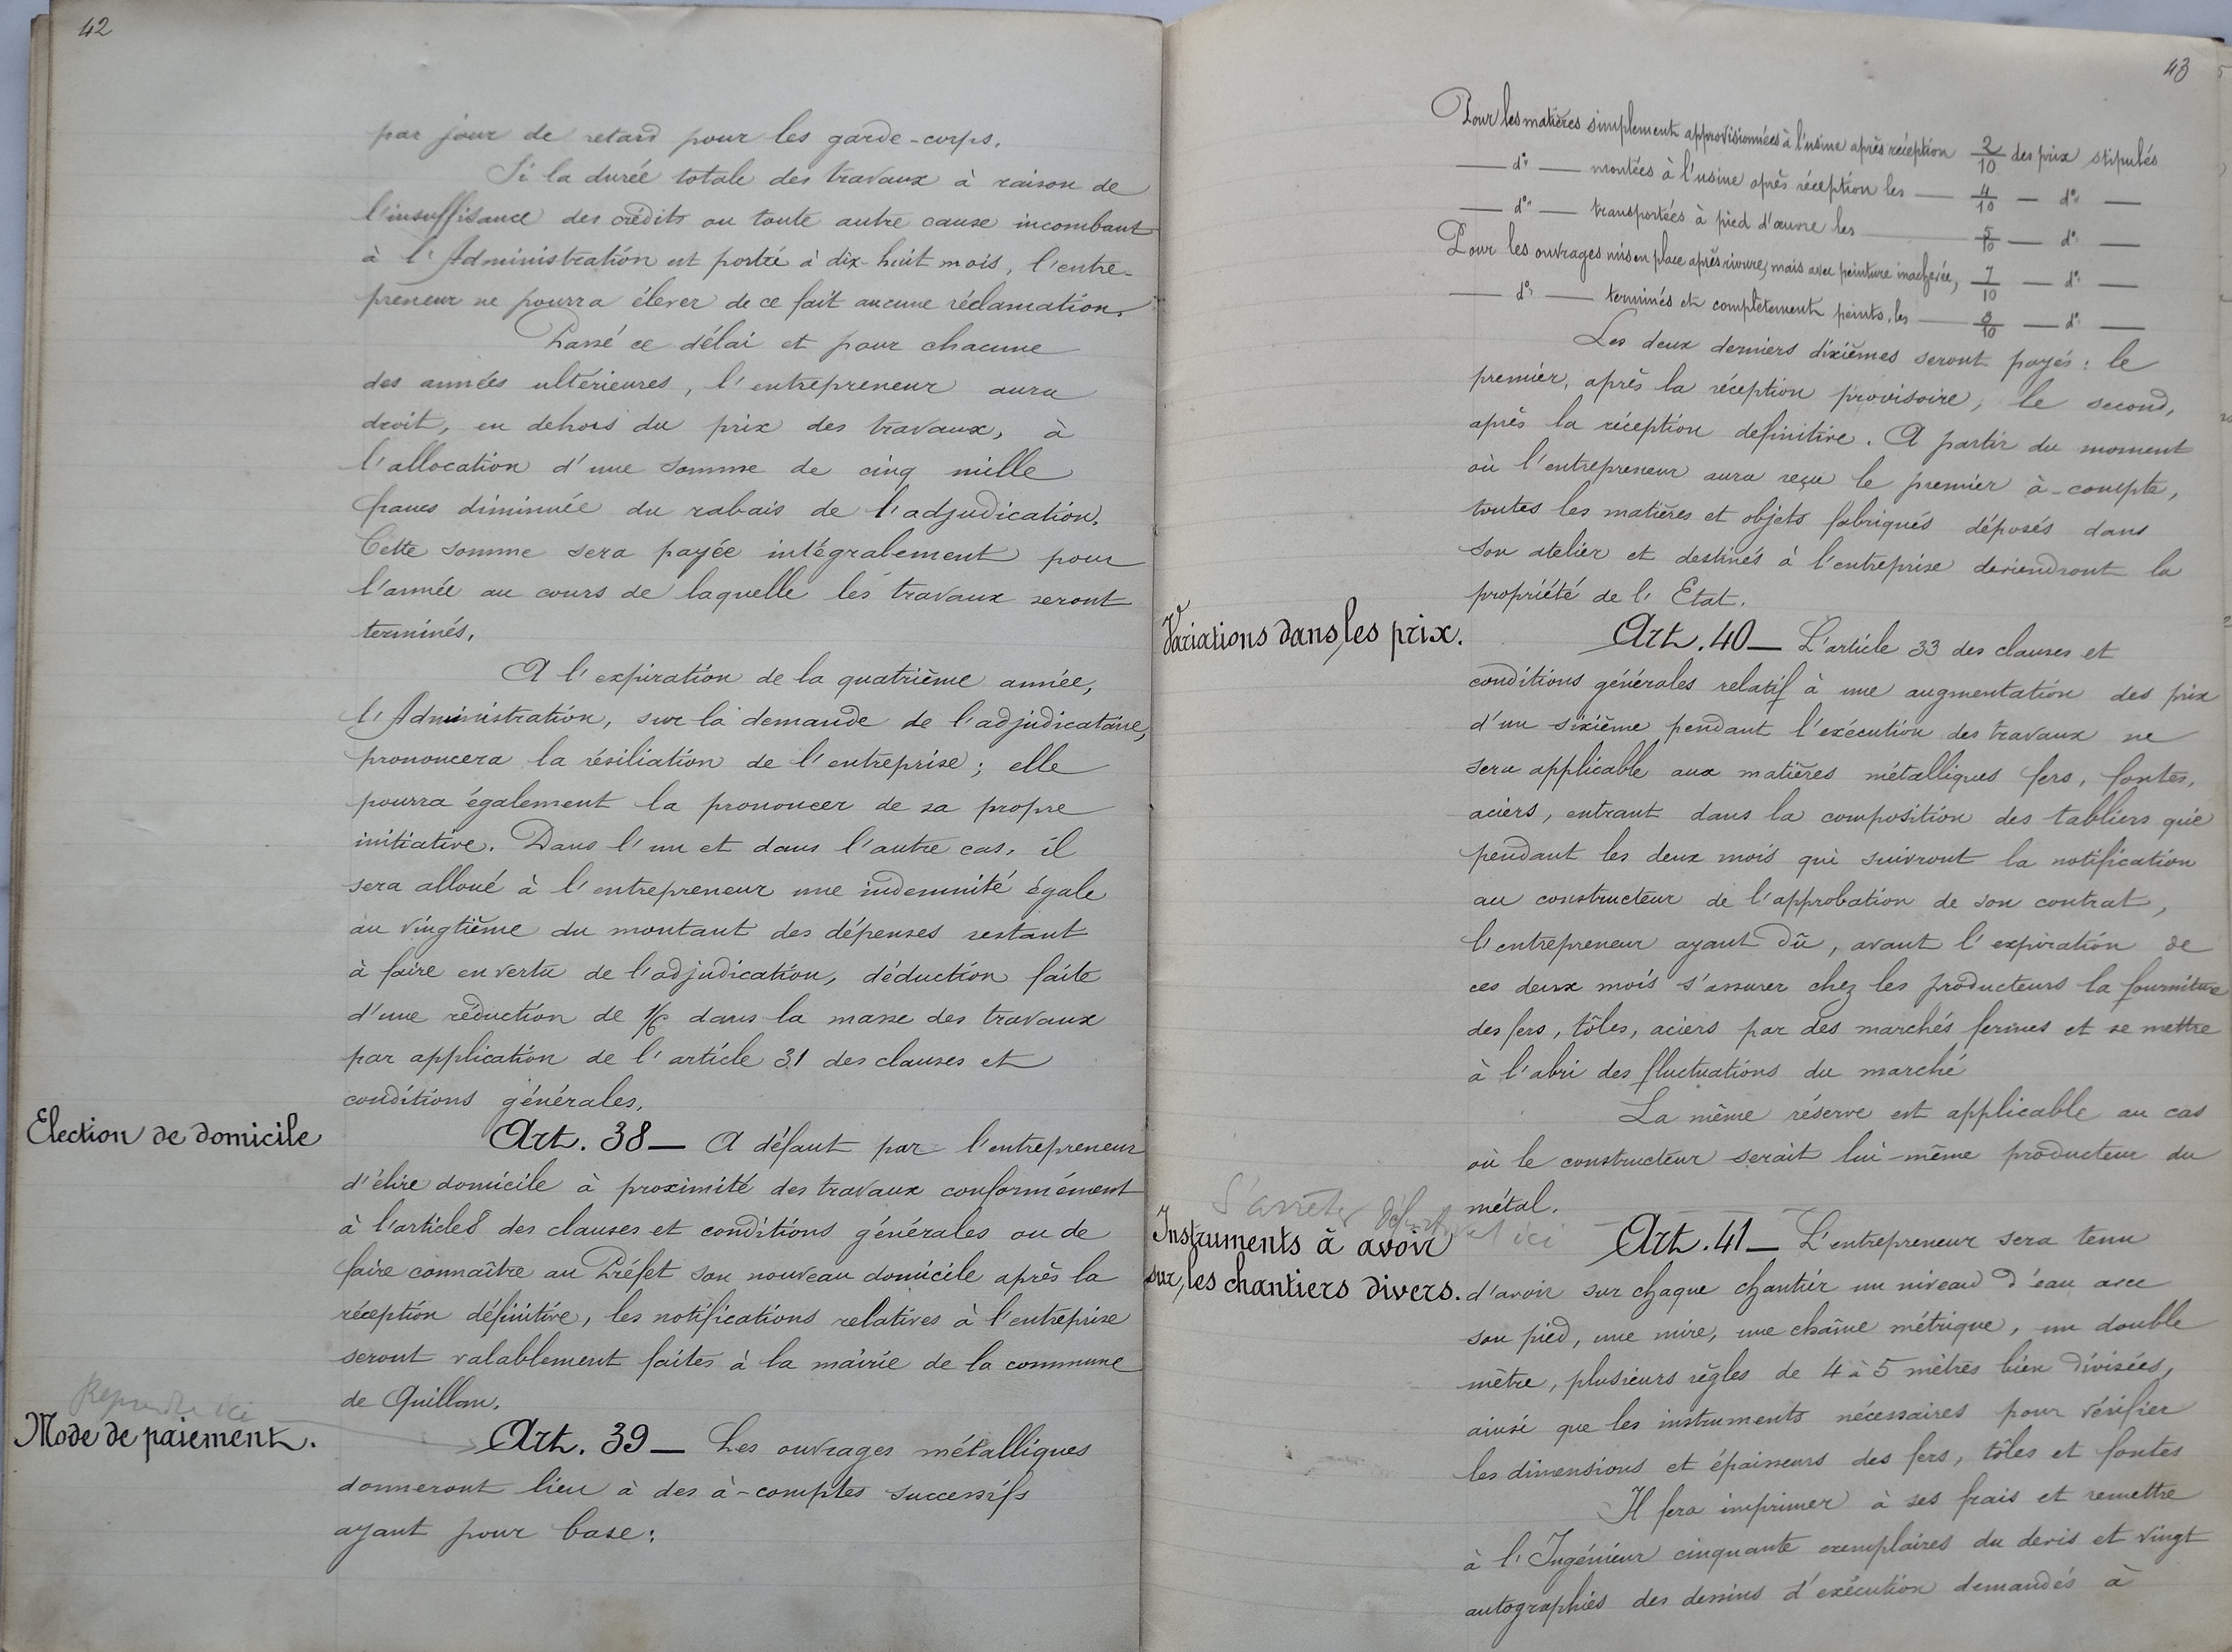 42
par jour de retard pour les garde-corps.
Si la durée totale des travaux à raison de
l'insuffisance des crédits ou toute autre cause incombant
à l'Administration est portée à dix-huit mois, l'entre-
preneur ne pourra élever de ce fait aucune réclamation.
Passé ce délai et pour chacune
des années ultérieures, l'entrepreneur aura
droit, en dehors du prix des travaux, à
l'allocation d'une somme de cinq mille
francs diminuée du rabais de l'adjudication.
Cette somme sera payée intégralement pour
l'année au cours de laquelle les travaux seront
terminés.
A l'expiration de la quatrième année,
l'Administration, sur la demande de l'adjudicataire,
prononcera la résiliation de l'entreprise; elle
pourra également la prononcer de sa propre
initiative. Dans l'un et dans l'autre cas, il
sera alloué à l'entrepreneur une indemnité égale
au vingtième du montant des dépenses restant
à faire en vertu de l'adjudication, déduction faite
d'une réduction de 1/6 dans la masse des travaux
par application de l'article 31 des clauses et
conditions générales.
Election de domicile
Art. 38 — A défaut par l'entrepreneur
d'élire domicile à proximité des travaux conformément
à l'article 8 des clauses et conditions générales ou de
faire connaître au Préfet son nouveau domicile après la
réception définitive, les notifications relatives à l'entreprise
seront valablement faites à la mairie de la commune
de Quillan.
Reprendre ici
Mode de paiement.
Art. 39 — Les ouvrages métalliques
donneront lieu à des à-comptes successifs
ayant pour base:
43
Pour les matières simplement approvisionnées à l'usine après réception 2/10 des prix stipulés
— d° — montées à l'usine après réception les — 4/10 — d° —
— d° — transportées à pied d'œuvre les — 5/10 — d° —
Pour les ouvrages mis en place après rivure, mais avec peinture inachevée, 7/10 — d° —
— d° — terminés et complètement peints, les — 8/10 — d° —
Les deux derniers dixièmes seront payés: le
premier, après la réception provisoire, le second,
après la réception definitive. A partir du moment
où l'entrepreneur aura reçu le premier à-compte,
toutes les matières et objets fabriqués déposés dans
son atelier et destinés à l'entreprise deviendront la
propriété de l'Etat.
Variations dans les prix.
Art. 40 — L'article 33 des clauses et
conditions générales relatif à une augmentation des prix
d'un sixième pendant l'exécution des travaux ne
sera applicable aux matières métalliques fers, fontes,
aciers, entrant dans la composition des tabliers que
pendant les deux mois qui suivront la notification
au constructeur de l'approbation de son contrat,
l'entrepreneur ayant dû, avant l'expiration de
ces deux mois s'assurer chez les producteurs la fourniture
des fers, tôles, aciers par des marchés fermes et se mettre
à l'abri des fluctuations du marché
La même réserve est applicable au cas
où le constructeur serait lui-même producteur du
métal.
S'arrêter ici
Instruments à avoir
sur les chantiers divers.
Art. 41 — L'entrepreneur sera tenu
d'avoir sur chaque chantier un niveau d'eau avec
son pied, une mire, une chaîne métrique, un double
mètre, plusieurs règles de 4 à 5 mètres bien divisées,
ainsi que les instruments nécessaires pour vérifier
les dimensions et épaisseurs des fers, tôles et fontes
Il fera imprimer à ses frais et remettre
à l'Ingénieur cinquante exemplaires du devis et vingt
autographiés des dessins d'exécution demandés à